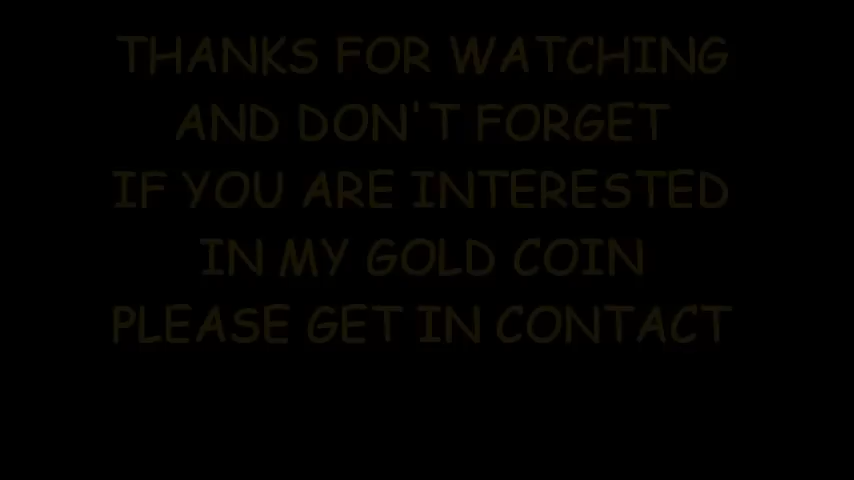 THANKS FOR WATCHING
AND DON'T FORGET
IF YOU ARE INTERESTED
IN MY GOLD COIN
PLEASE GET IN CONTACT